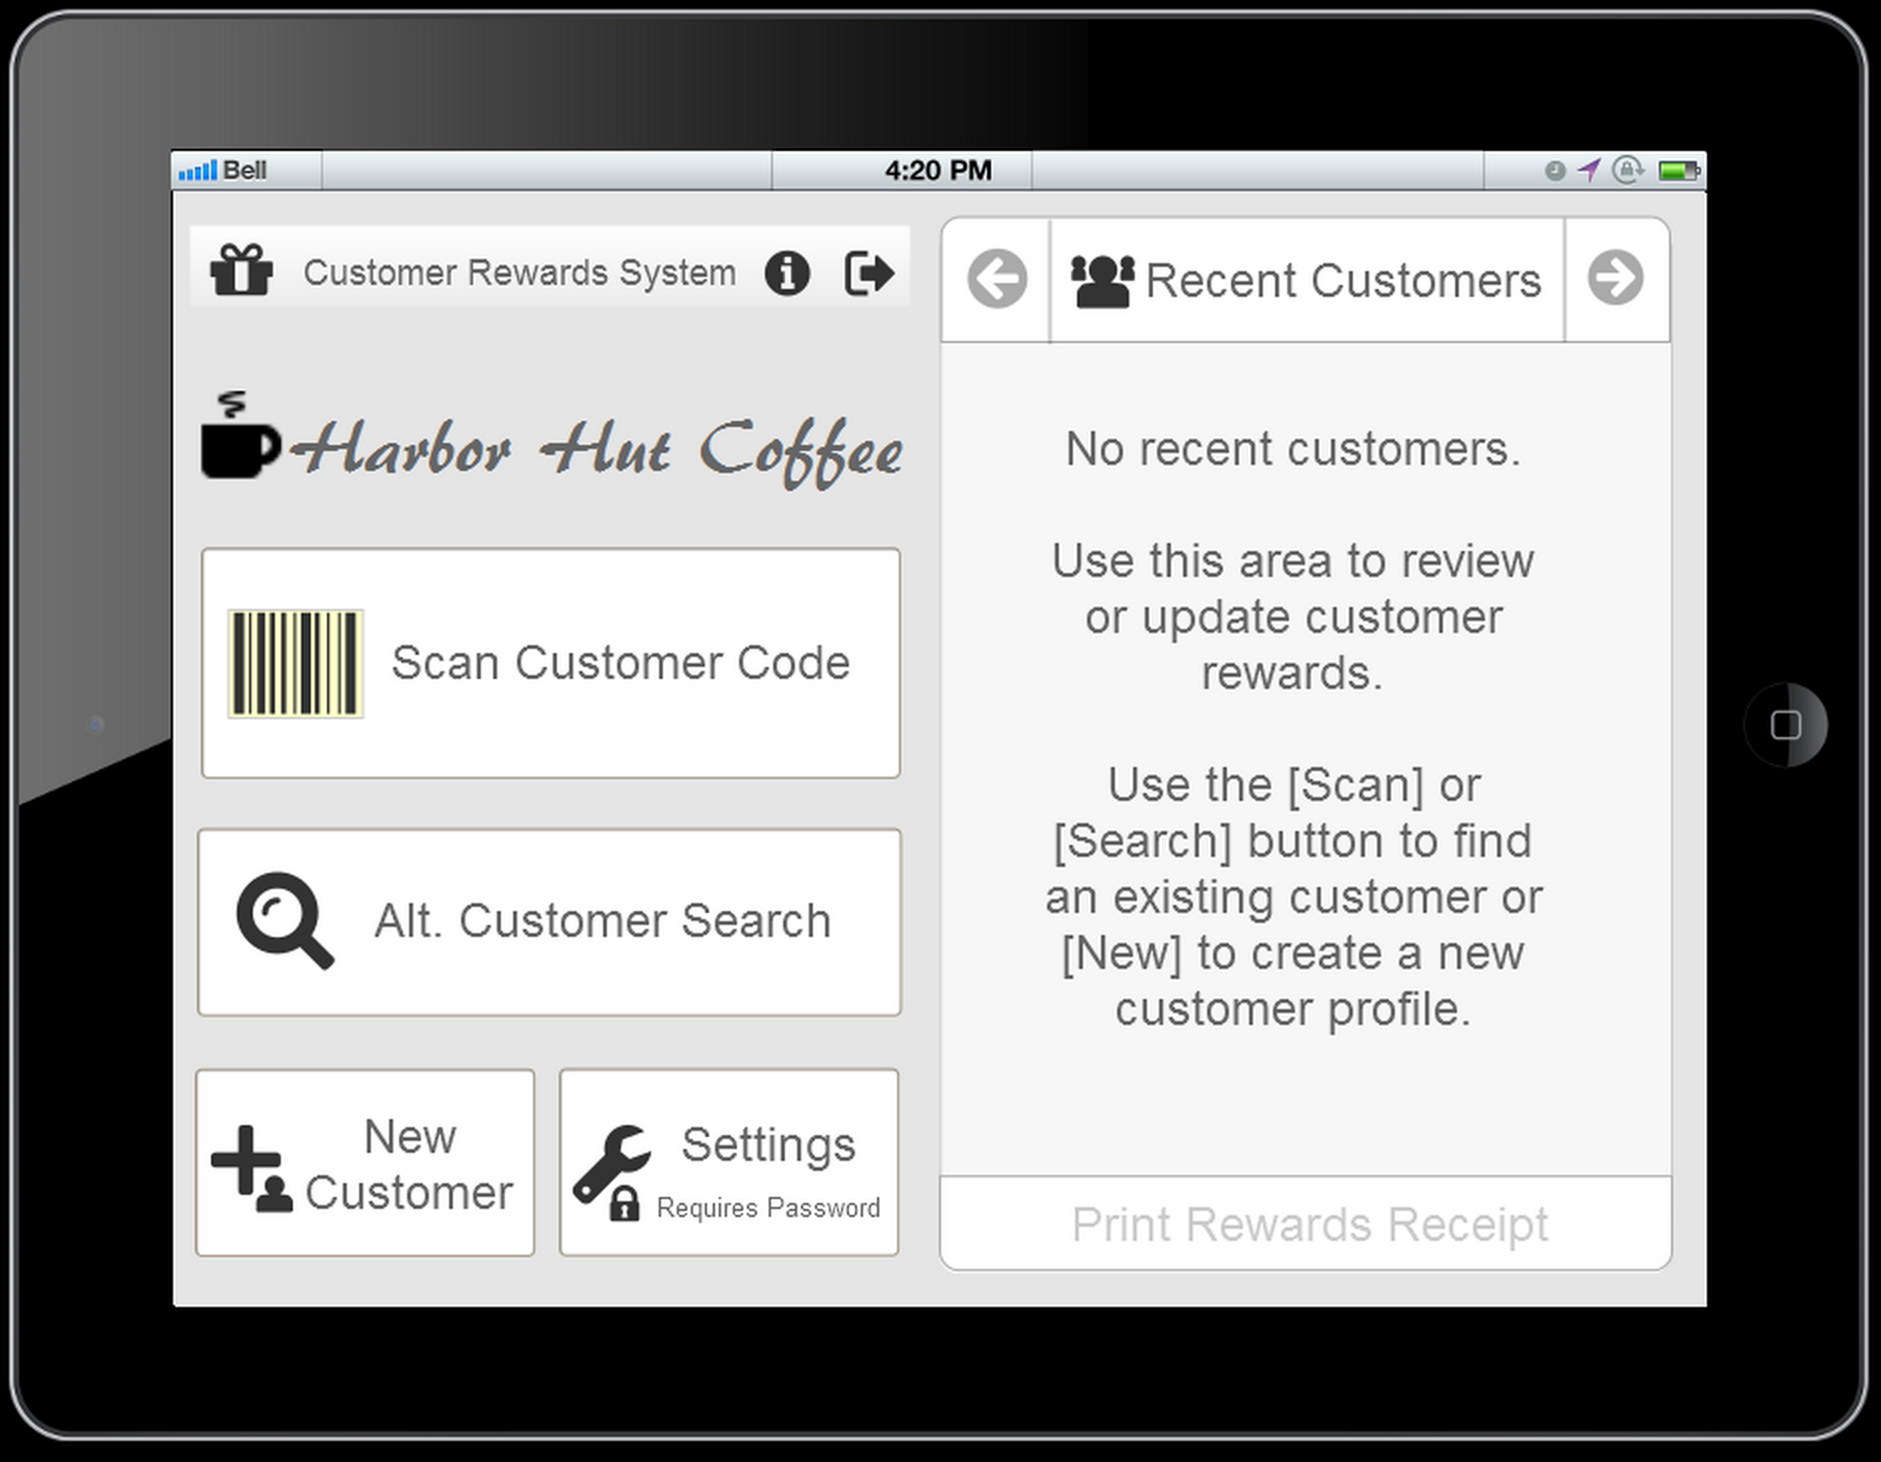 Bell
4:20 PM
Customer Rewards System
Harbor Hut Coffee
Scan Customer Code
Alt. Customer Search
New
Customer
Settings
Requires Password
Recent Customers
No recent customers.
Use this area to review
or update customer
rewards.
Use the [Scan] or
[Search] button to find
an existing customer or
[New] to create a new
customer profile.
Print Rewards Receipt